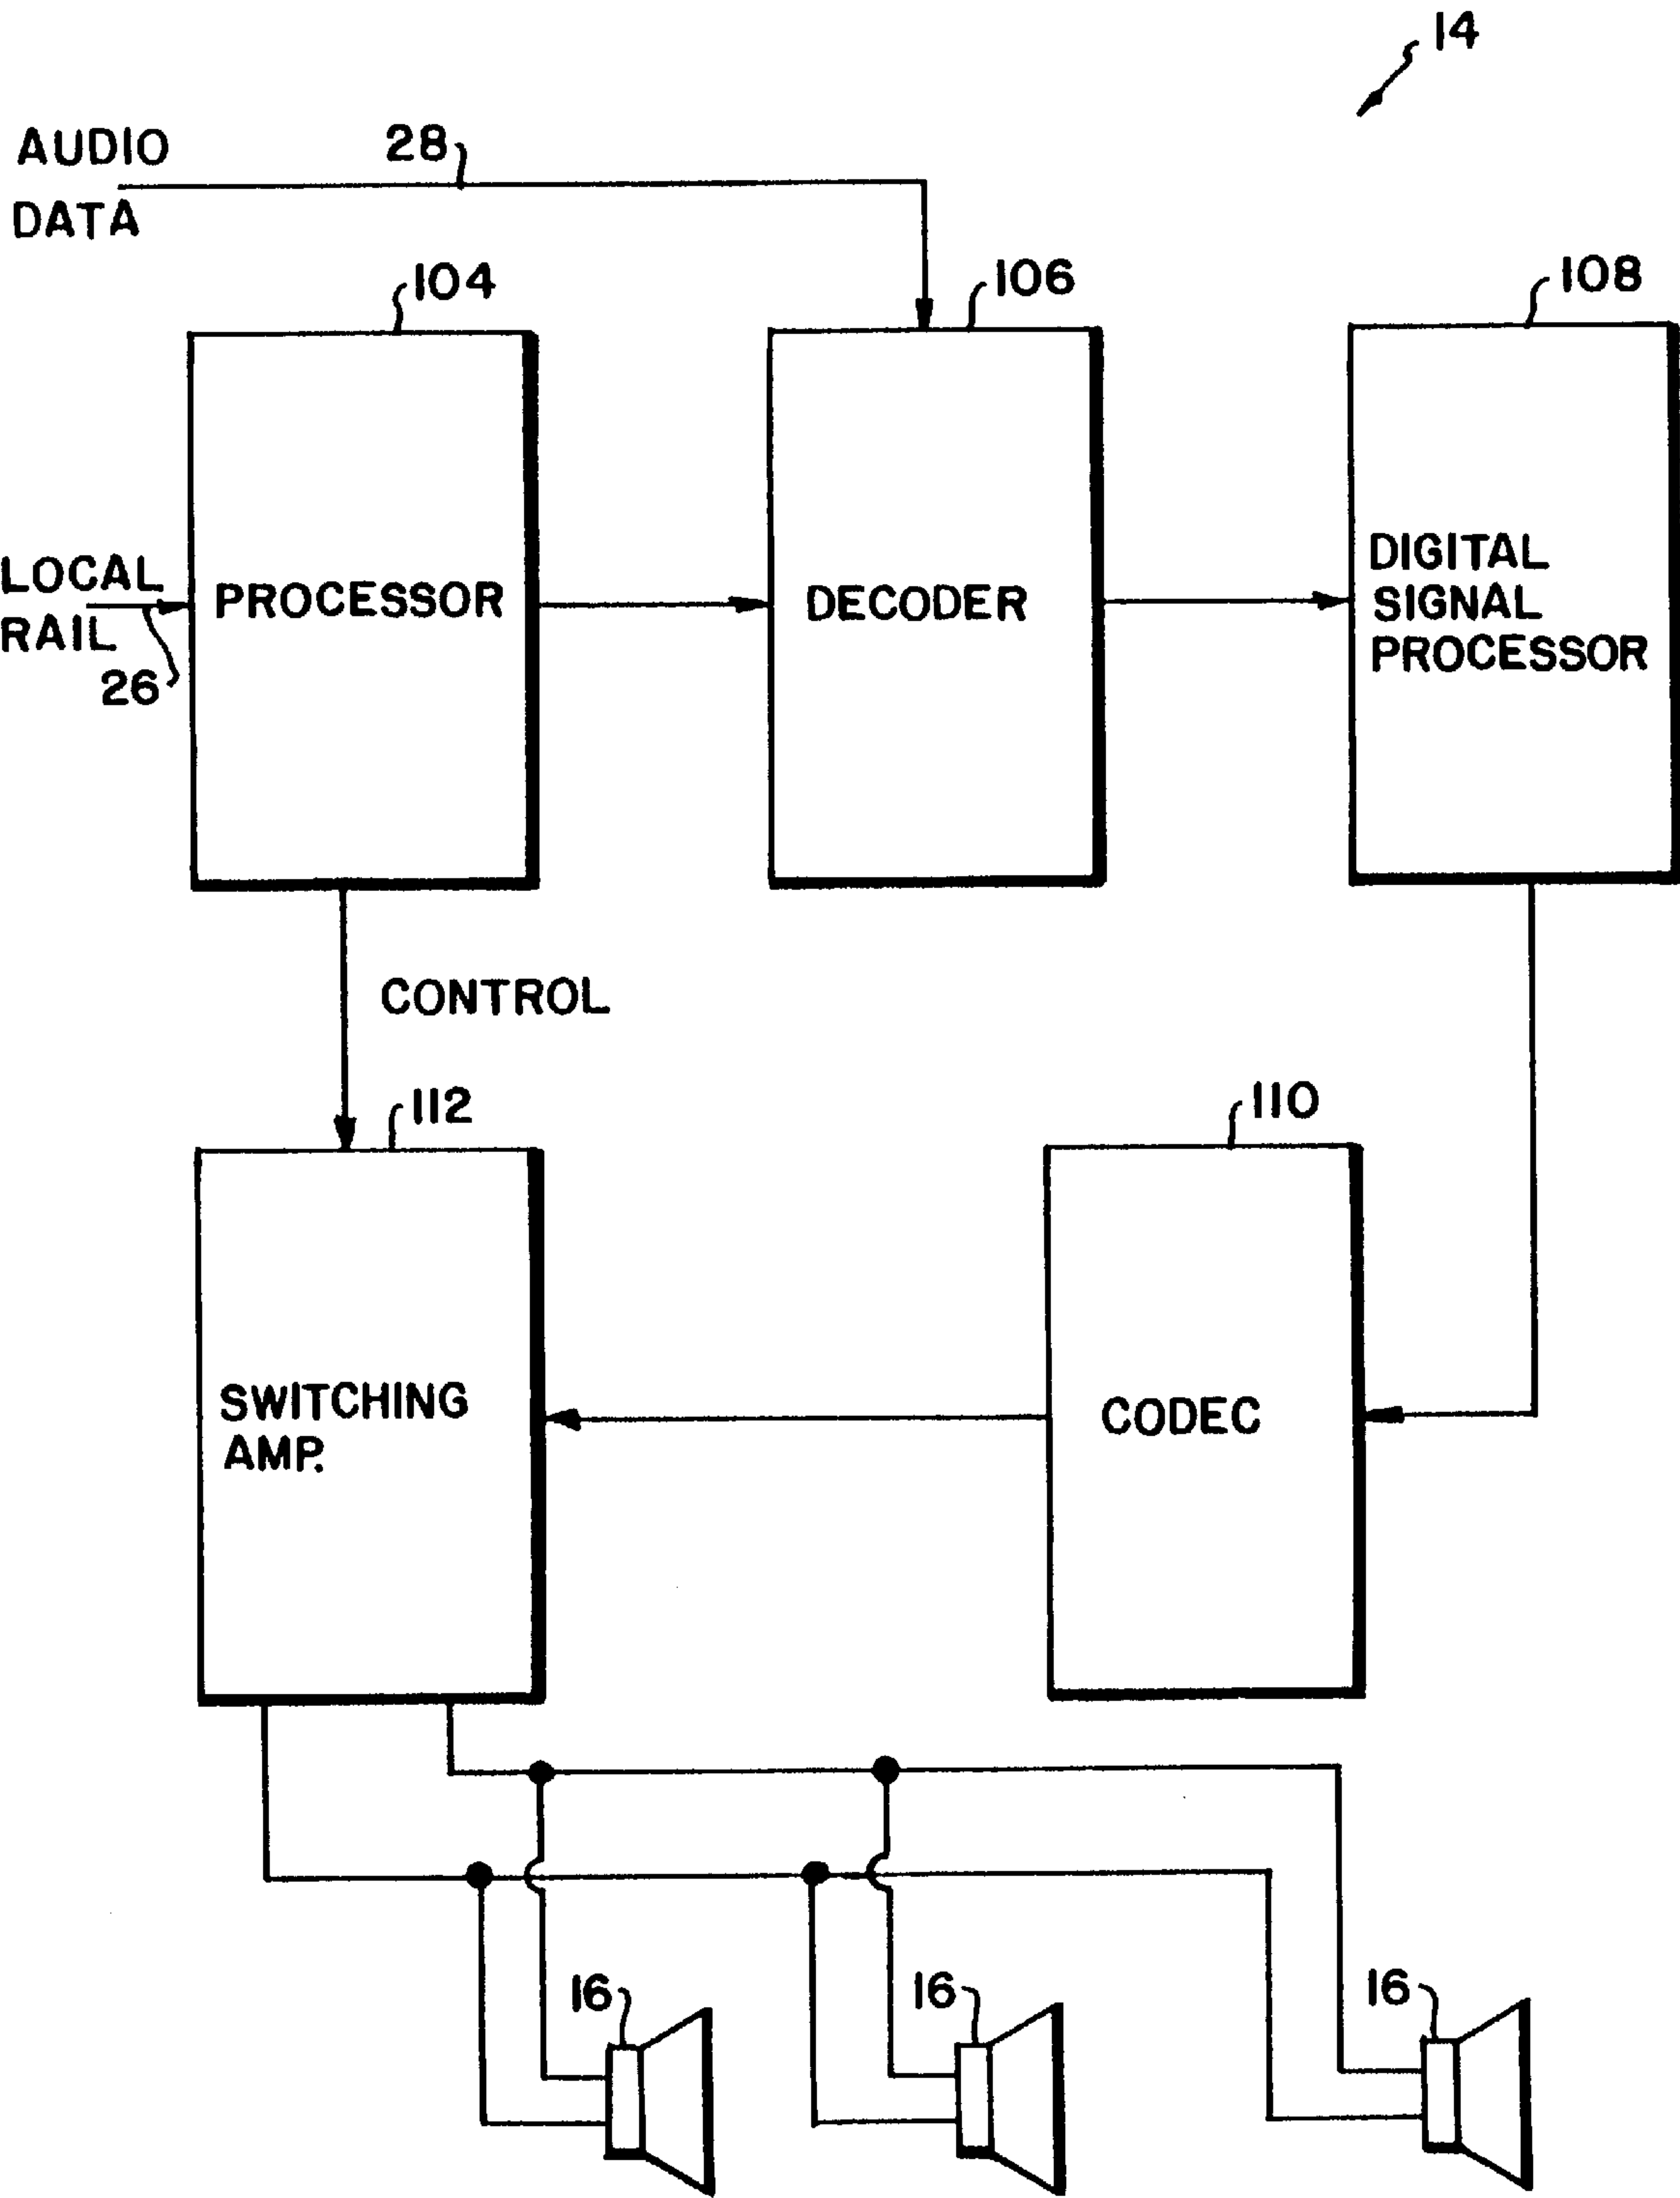 14
AUDIO
DATA
28
104
106
108
LOCAL
RAIL
26
PROCESSOR
DECODER
DIGITAL
SIGNAL
PROCESSOR
CONTROL
112
110
SWITCHING
AMP.
CODEC
16
16
16